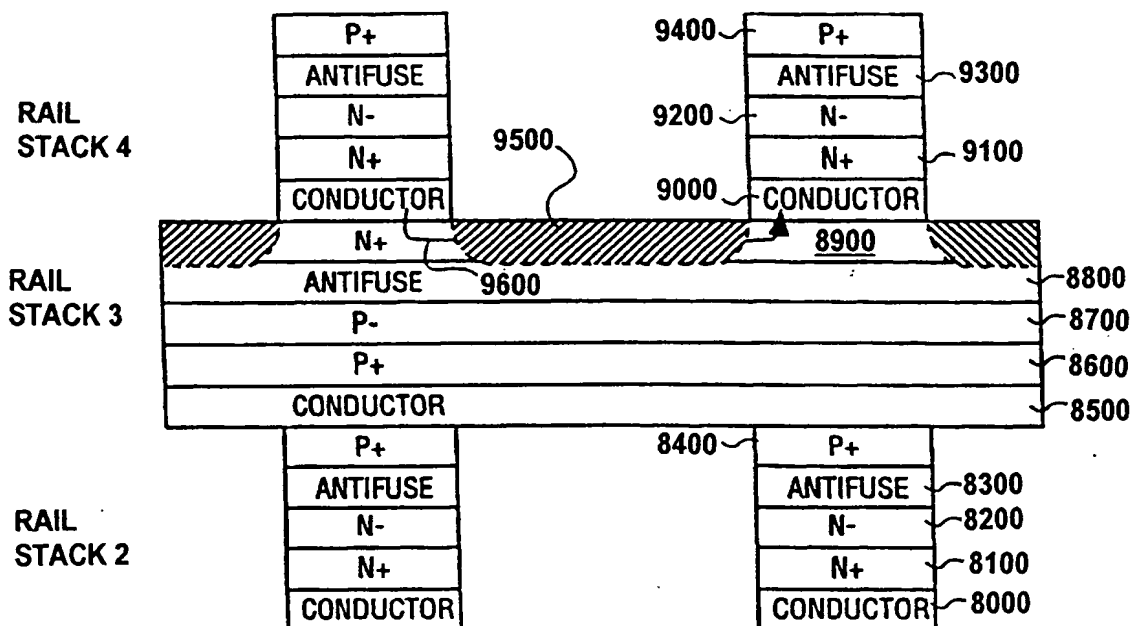 P+ 9400 P+
ANTIFUSE ANTIFUSE 9300
RAIL STACK 4
N- 9200 N-
9500
N+ N+ 9100
CONDUCTOR 9000 CONDUCTOR
N+ 8900
9600
RAIL STACK 3
ANTIFUSE 8800
P- 8700
P+ 8600
CONDUCTOR 8500
P+ 8400 P+
ANTIFUSE ANTIFUSE 8300
RAIL STACK 2
N- N- 8200
N+ N+ 8100
CONDUCTOR CONDUCTOR 8000